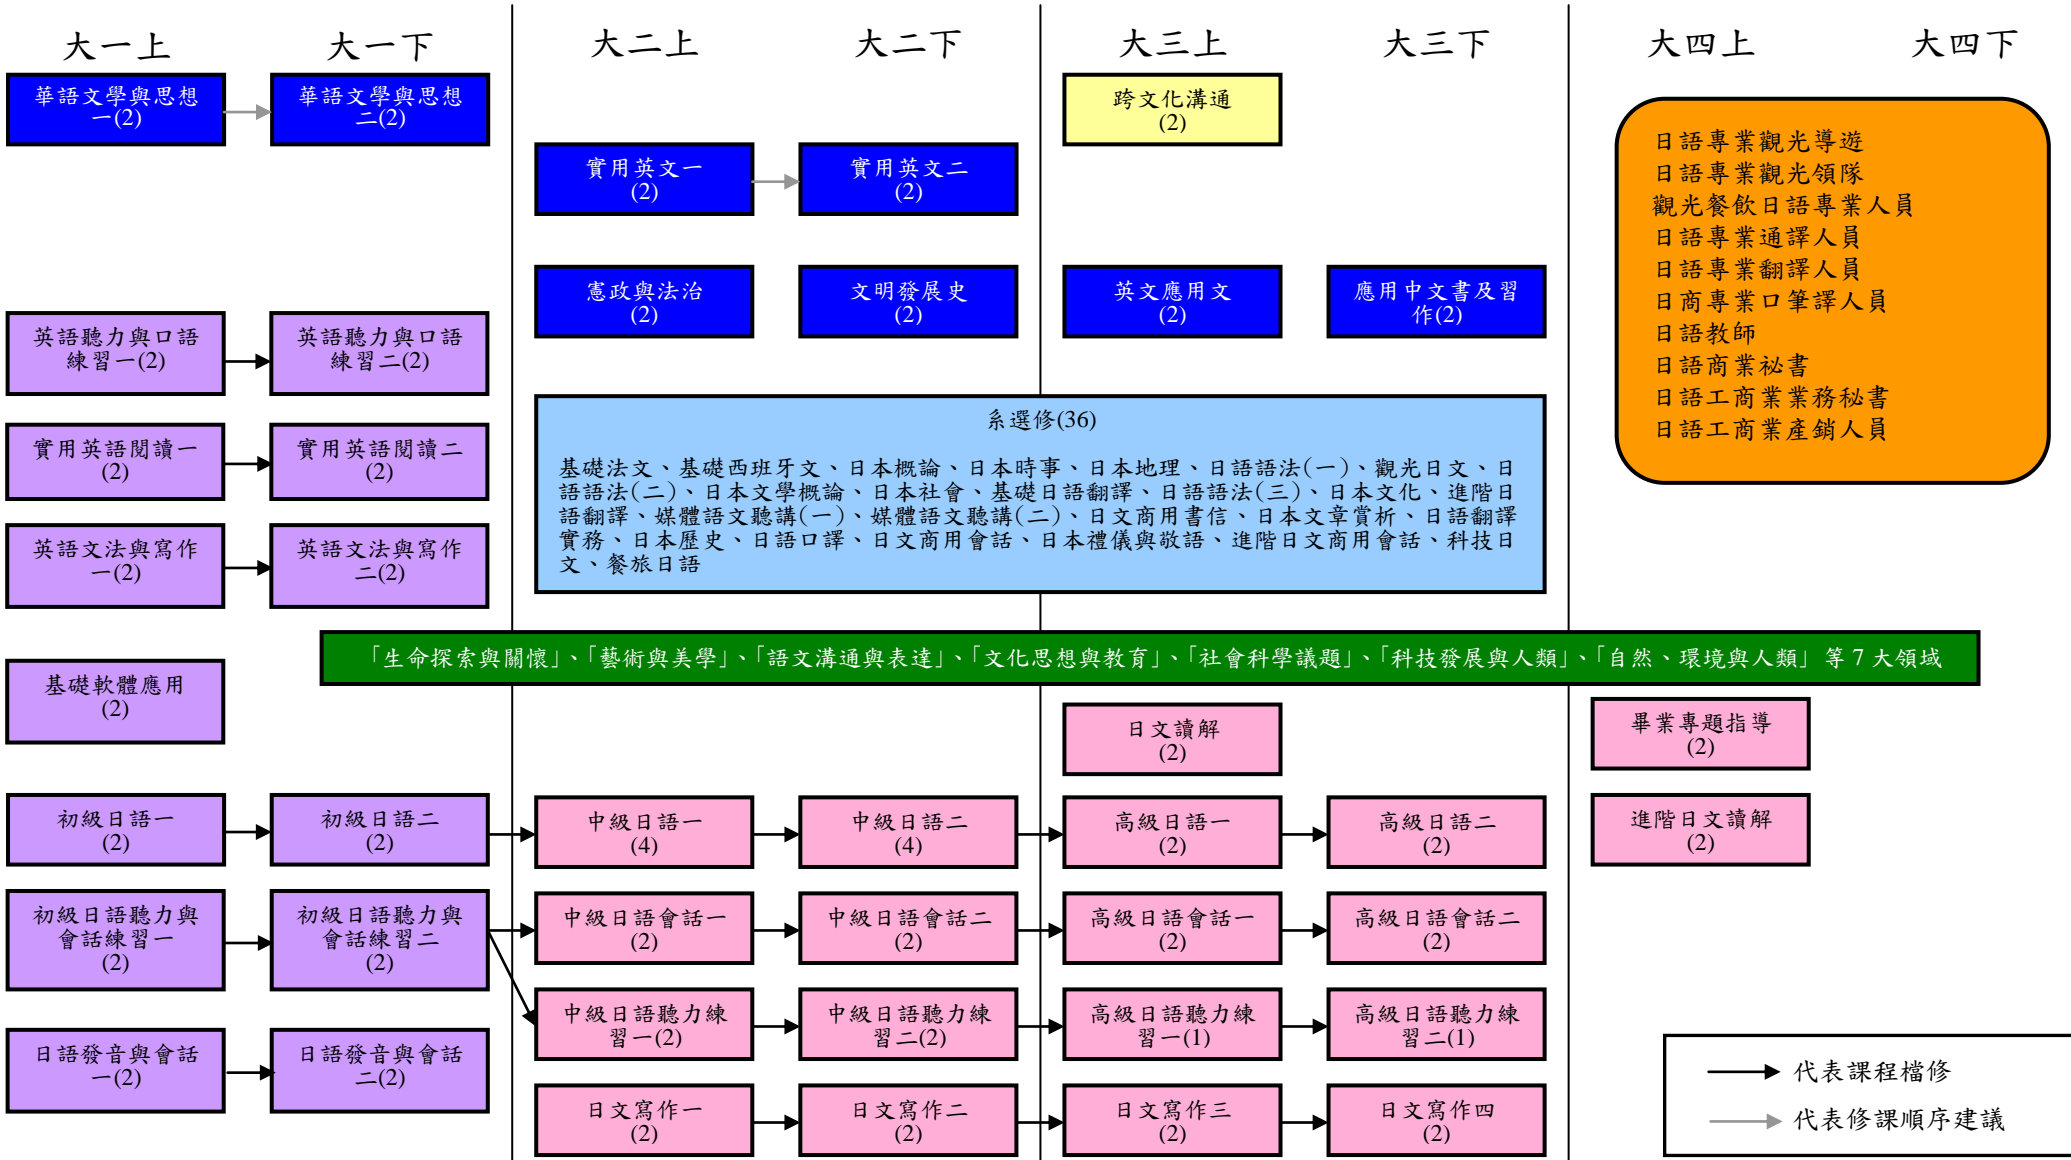 大一上
大一下
大二上
大二下
大三上
大三下
大四上
大四下
華語文學與思想
一(2)
華語文學與思想
二(2)
跨文化溝通
(2)
實用英文一
(2)
實用英文二
(2)
憲政與法治
(2)
文明發展史
(2)
英文應用文
(2)
應用中文書及習
作(2)
日語專業觀光導遊
日語專業觀光領隊
觀光餐飲日語專業人員
日語專業通譯人員
日語專業翻譯人員
日商專業口筆譯人員
日語教師
日語商業祕書
日語工商業業務秘書
日語工商業產銷人員
英語聽力與口語
練習一(2)
英語聽力與口語
練習二(2)
實用英語閱讀一
(2)
實用英語閱讀二
(2)
英語文法與寫作
一(2)
英語文法與寫作
二(2)
系選修(36)
基礎法文、基礎西班牙文、日本概論、日本時事、日本地理、日語語法(一)、觀光日文、日
語語法(二)、日本文學概論、日本社會、基礎日語翻譯、日語語法(三)、日本文化、進階日
語翻譯、媒體語文聽講(一)、媒體語文聽講(二)、日文商用書信、日本文章賞析、日語翻譯
實務、日本歷史、日語口譯、日文商用會話、日本禮儀與敬語、進階日文商用會話、科技日
文、餐旅日語
「生命探索與關懷」、「藝術與美學」、「語文溝通與表達」、「文化思想與教育」、「社會科學議題」、「科技發展與人類」、「自然、環境與人類」等 7 大領域
基礎軟體應用
(2)
日文讀解
(2)
畢業專題指導
(2)
初級日語一
(2)
初級日語二
(2)
中級日語一
(4)
中級日語二
(4)
高級日語一
(2)
高級日語二
(2)
進階日文讀解
(2)
初級日語聽力與
會話練習一
(2)
初級日語聽力與
會話練習二
(2)
中級日語會話一
(2)
中級日語會話二
(2)
高級日語會話一
(2)
高級日語會話二
(2)
中級日語聽力練
習一(2)
中級日語聽力練
習二(2)
高級日語聽力練
習一(1)
高級日語聽力練
習二(1)
日語發音與會話
一(2)
日語發音與會話
二(2)
日文寫作一
(2)
日文寫作二
(2)
日文寫作三
(2)
日文寫作四
(2)
代表課程檔修
代表修課順序建議